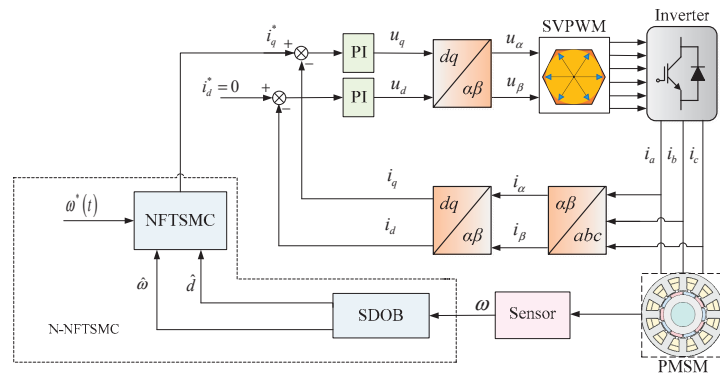 Inverter
SVPWM
i_q^*
+
−
PI
u_q
dq
αβ
u_α
i_d^* = 0
+
−
PI
u_d
u_β
i_a
i_b
i_c
i_q
dq
αβ
i_α
αβ
abc
i_d
i_β
ω^*(t)
NFTSMC
ω̂
d̂
SDOB
ω
Sensor
N-NFTSMC
PMSM